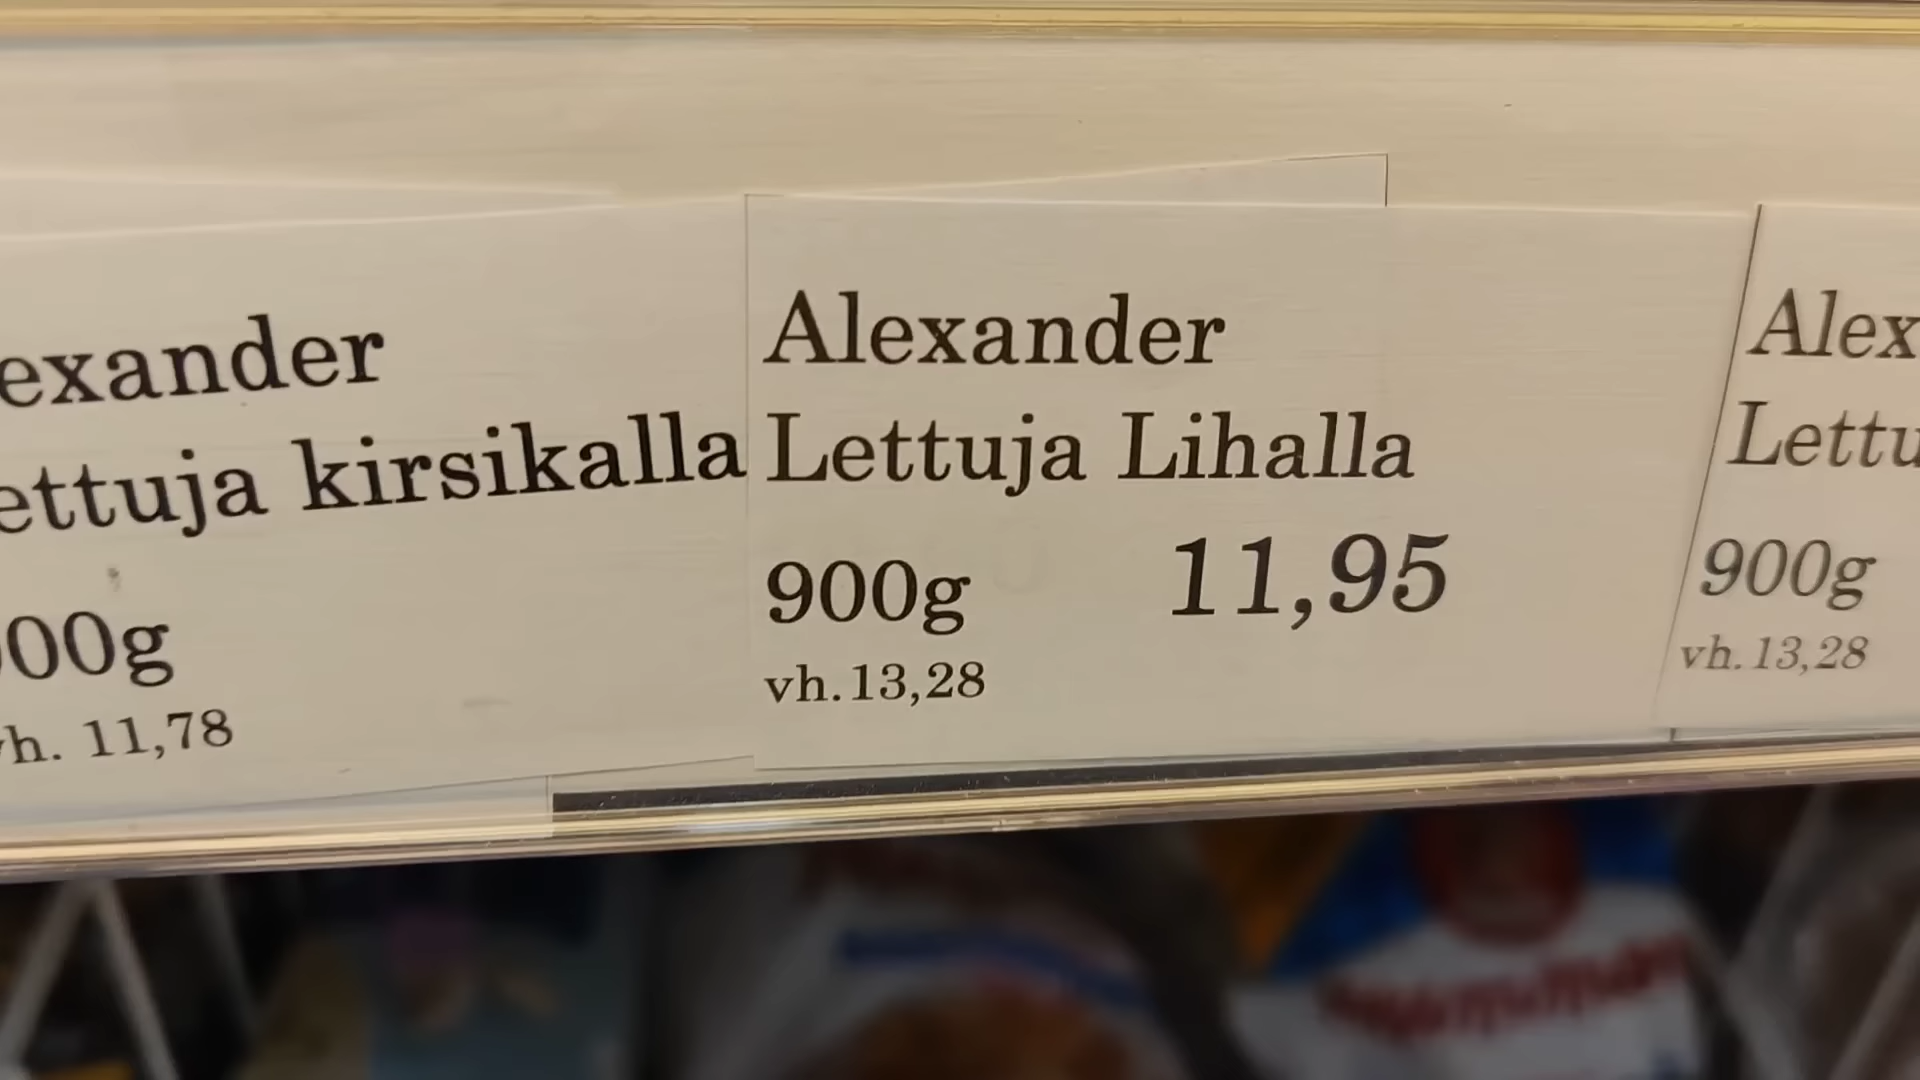 exander
ettuja kirsikalla
00g
vh. 11,78
Alexander
Lettuja Lihalla
900g 11,95
vh.13,28
Alex
Lettu
900g
vh.13,28